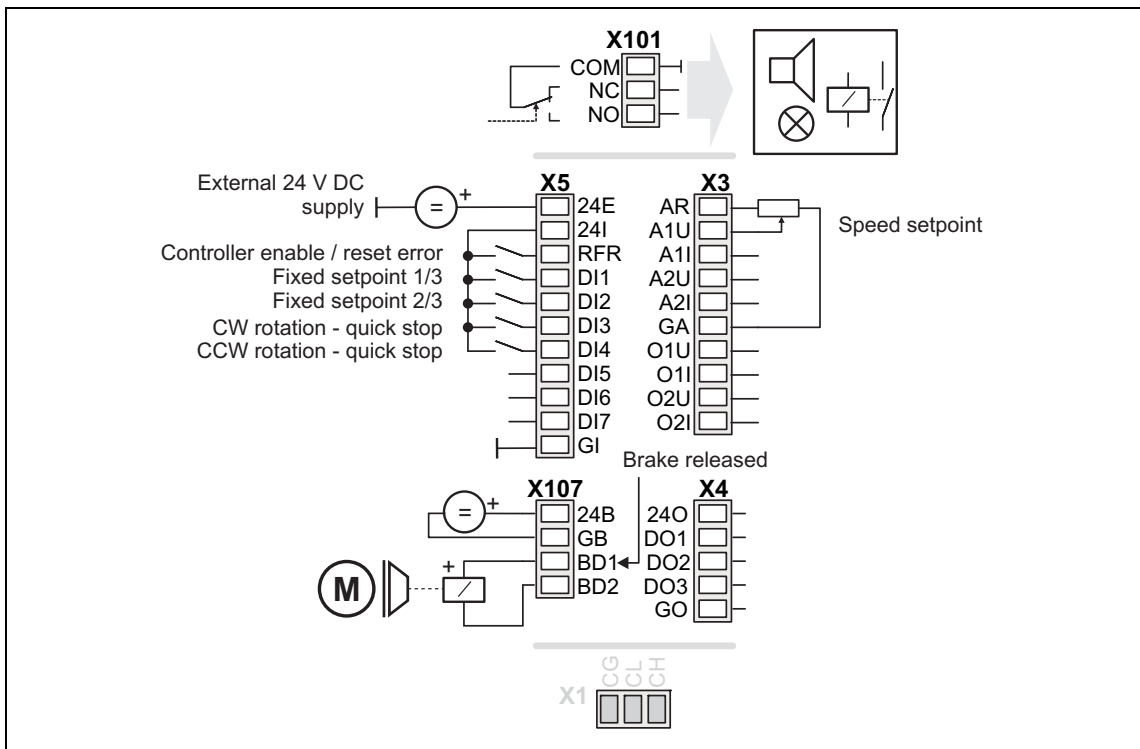 X101
COM
NC
NO
External 24 V DC
supply
=
+
Controller enable / reset error
Fixed setpoint 1/3
Fixed setpoint 2/3
CW rotation - quick stop
CCW rotation - quick stop
X5
24E
24I
RFR
DI1
DI2
DI3
DI4
DI5
DI6
DI7
GI
X3
AR
A1U
A1I
A2U
A2I
GA
O1U
O1I
O2U
O2I
Speed setpoint
Brake released
X107
=
+
24B
GB
BD1
BD2
M
+
X4
24O
DO1
DO2
DO3
GO
X1
CG
CL
CH